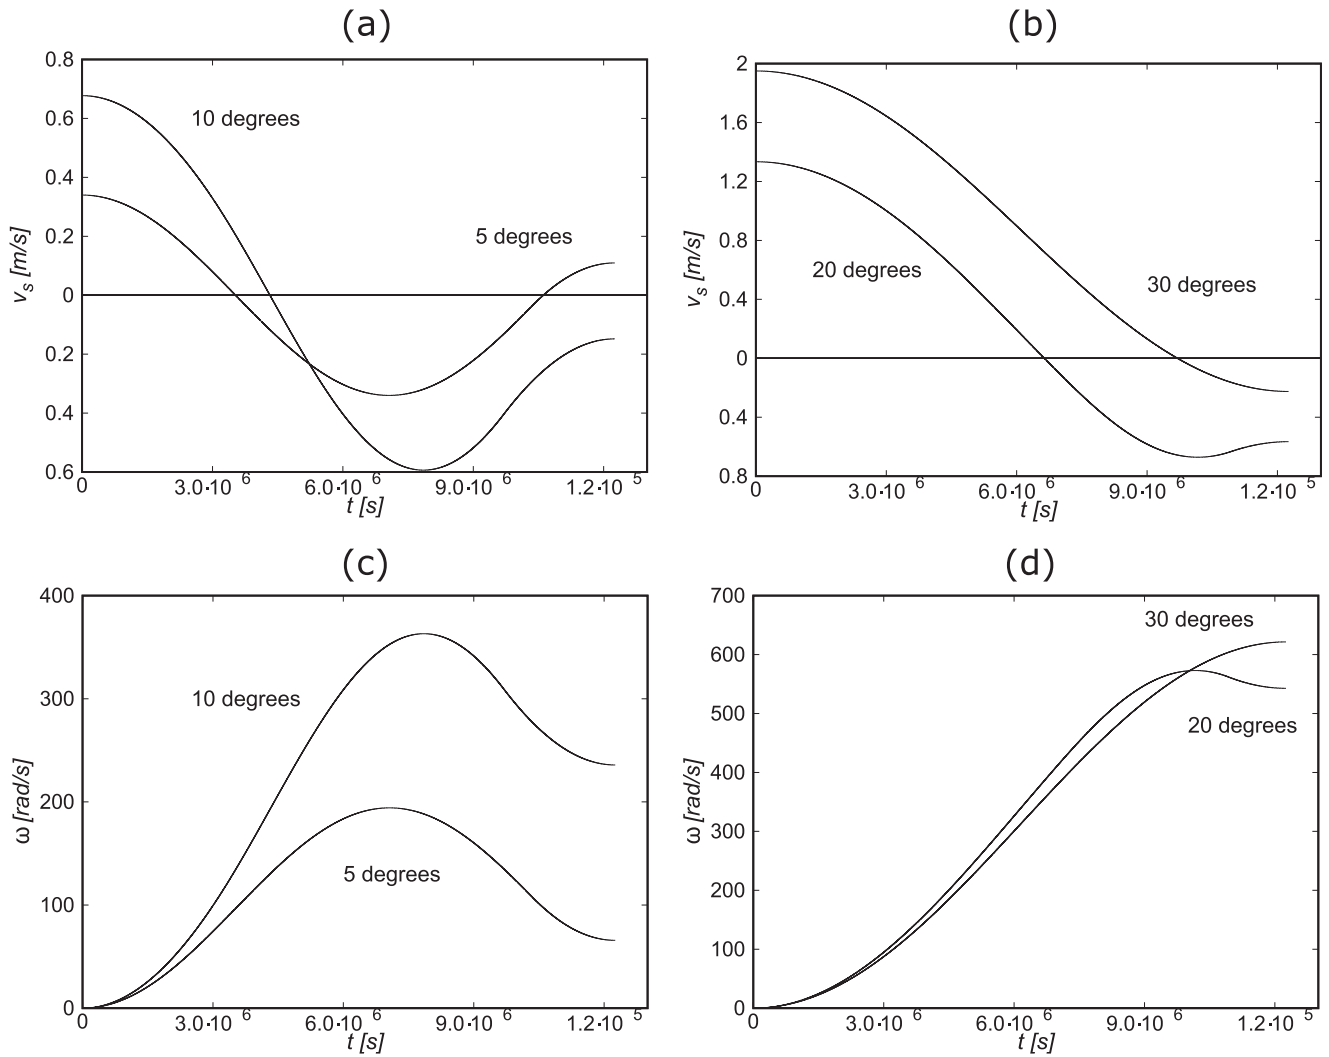 (a)
0.8
0.6
0.4
0.2
0
0.2
0.4
0.6
v_s [m/s]
10 degrees
5 degrees
0 3.0·10 6 6.0·10 6 9.0·10 6 1.2·10 5
t [s]
(b)
2
1.6
1.2
0.8
0.4
0
0.4
0.8
v_s [m/s]
20 degrees
30 degrees
0 3.0·10 6 6.0·10 6 9.0·10 6 1.2·10 5
t [s]
(c)
400
300
200
100
0
ω [rad/s]
10 degrees
5 degrees
0 3.0·10 6 6.0·10 6 9.0·10 6 1.2·10 5
t [s]
(d)
700
600
500
400
300
200
100
0
ω [rad/s]
30 degrees
20 degrees
0 3.0·10 6 6.0·10 6 9.0·10 6 1.2·10 5
t [s]